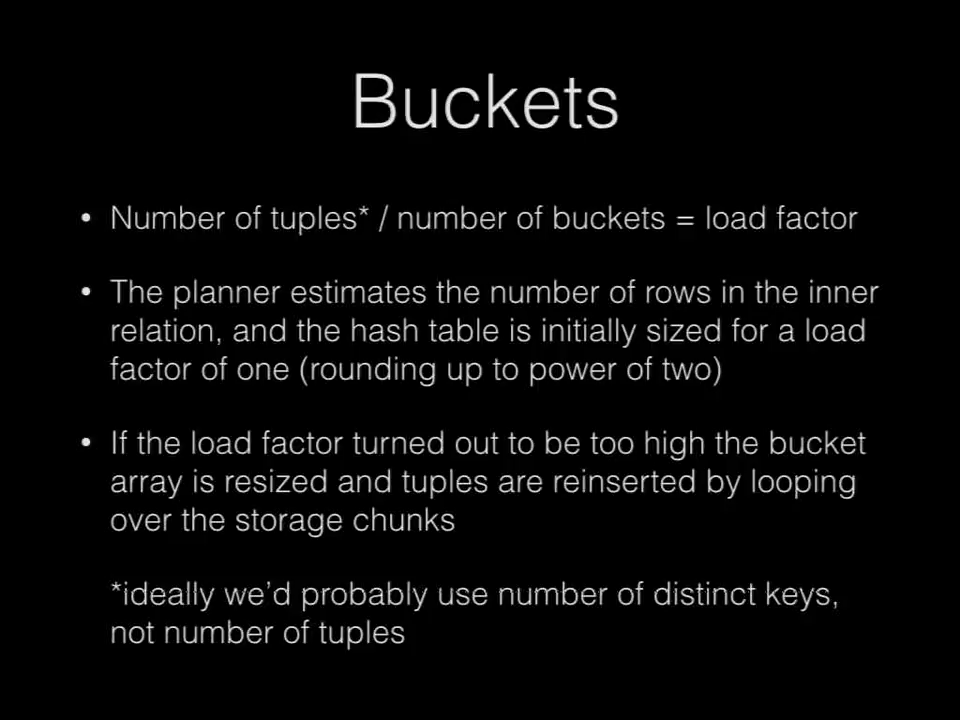 Buckets
• Number of tuples* / number of buckets = load factor
• The planner estimates the number of rows in the inner
relation, and the hash table is initially sized for a load
factor of one (rounding up to power of two)
• If the load factor turned out to be too high the bucket
array is resized and tuples are reinserted by looping
over the storage chunks
*ideally we’d probably use number of distinct keys,
not number of tuples